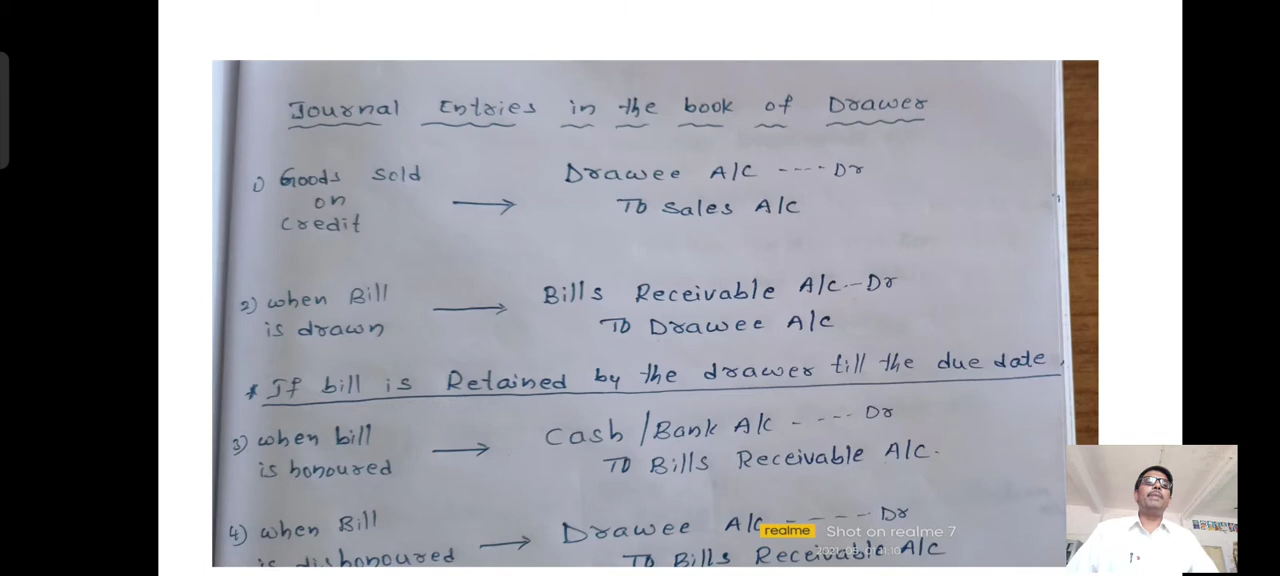 Journal Entries in the book of Drawer
1) Goods sold on credit → Drawee A/c ---- Dr
To Sales A/c
2) when Bill is drawn → Bills Receivable A/c -- Dr
To Drawee A/c
* If bill is Retained by the drawer till the due date.
3) when bill is honoured → Cash/Bank A/c ---- Dr
To Bills Receivable A/c.
4) when Bill is dishonoured → Drawee A/c ----- Dr
To Bills Receivable A/c
realme Shot on realme 7